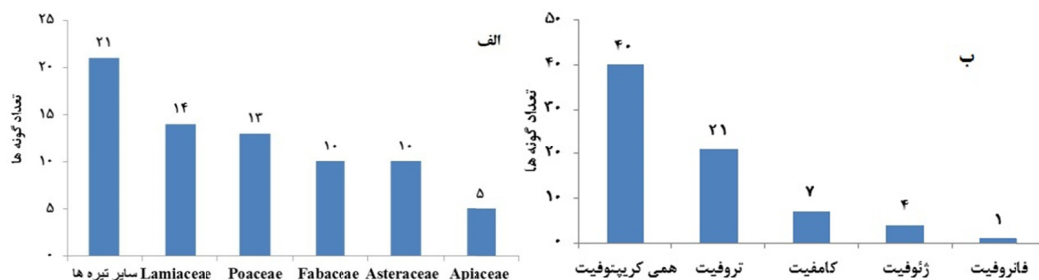 الف
تعداد گونه ها
۲۵
۲۰
۱۵
۱۰
۵
۰
۲۱
۱۴
۱۳
۱۰
۱۰
۵
سایر تیره ها
Lamiaceae
Poaceae
Fabaceae
Asteraceae
Apiaceae
ب
تعداد گونه ها
۵۰
۴۰
۳۰
۲۰
۱۰
۰
۴۰
۲۱
۷
۴
۱
همی کریپتوفیت
تروفیت
کامفیت
ژئوفیت
فانروفیت